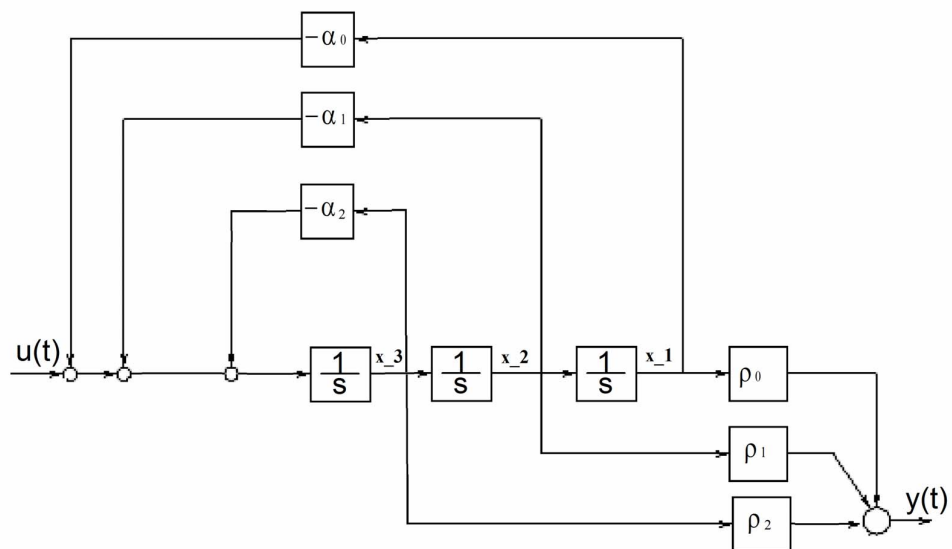 −α₀
−α₁
−α₂
u(t)
1/s
x_3
1/s
x_2
1/s
x_1
ρ₀
ρ₁
ρ₂
y(t)